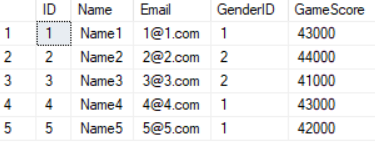 ID Name Email GenderID GameScore
1 1 Name1 1@1.com 1 43000
2 2 Name2 2@2.com 2 44000
3 3 Name3 3@3.com 2 41000
4 4 Name4 4@4.com 1 43000
5 5 Name5 5@5.com 1 42000